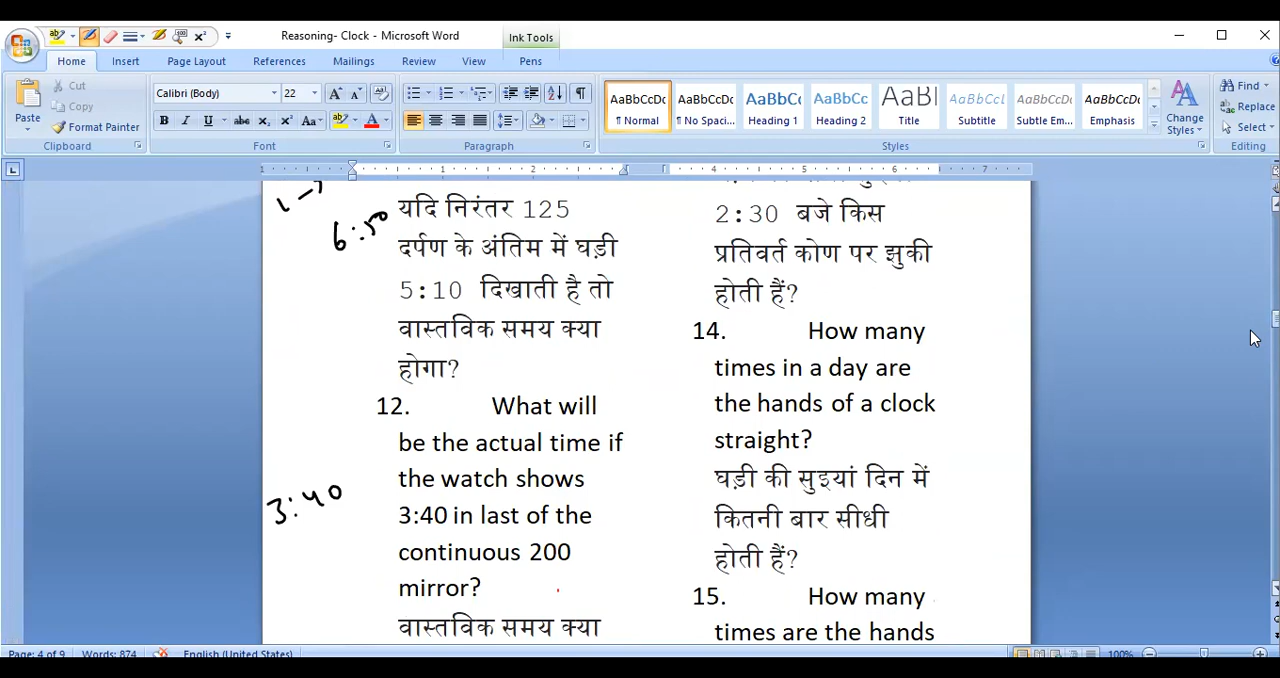 Reasoning- Clock - Microsoft Word
Ink Tools
Home
Insert
Page Layout
References
Mailings
Review
View
Pens
Paste
Cut
Copy
Format Painter
Clipboard
Calibri (Body)
22
Font
Paragraph
AaBbCcDc
¶ Normal
AaBbCcDc
¶ No Spaci...
AaBbCc
Heading 1
AaBbCc
Heading 2
AaBl
Title
AaBbCcL
Subtitle
AaBbCcDc
Subtle Em...
AaBbCcDc
Emphasis
Change
Styles
Styles
Find
Replace
Select
Editing
6:50
यदि निरंतर 125
दर्पण के अंतिम में घड़ी
5:10 दिखाती है तो
वास्तविक समय क्या
होगा?
12. What will
be the actual time if
the watch shows
3:40
3:40 in last of the
continuous 200
mirror?
वास्तविक समय क्या
2:30 बजे किस
प्रतिवर्त कोण पर झुकी
होती हैं?
14. How many
times in a day are
the hands of a clock
straight?
घड़ी की सुइयां दिन में
कितनी बार सीधी
होती हैं?
15. How many
times are the hands
Page: 4 of 9
Words: 874
English (United States)
100%